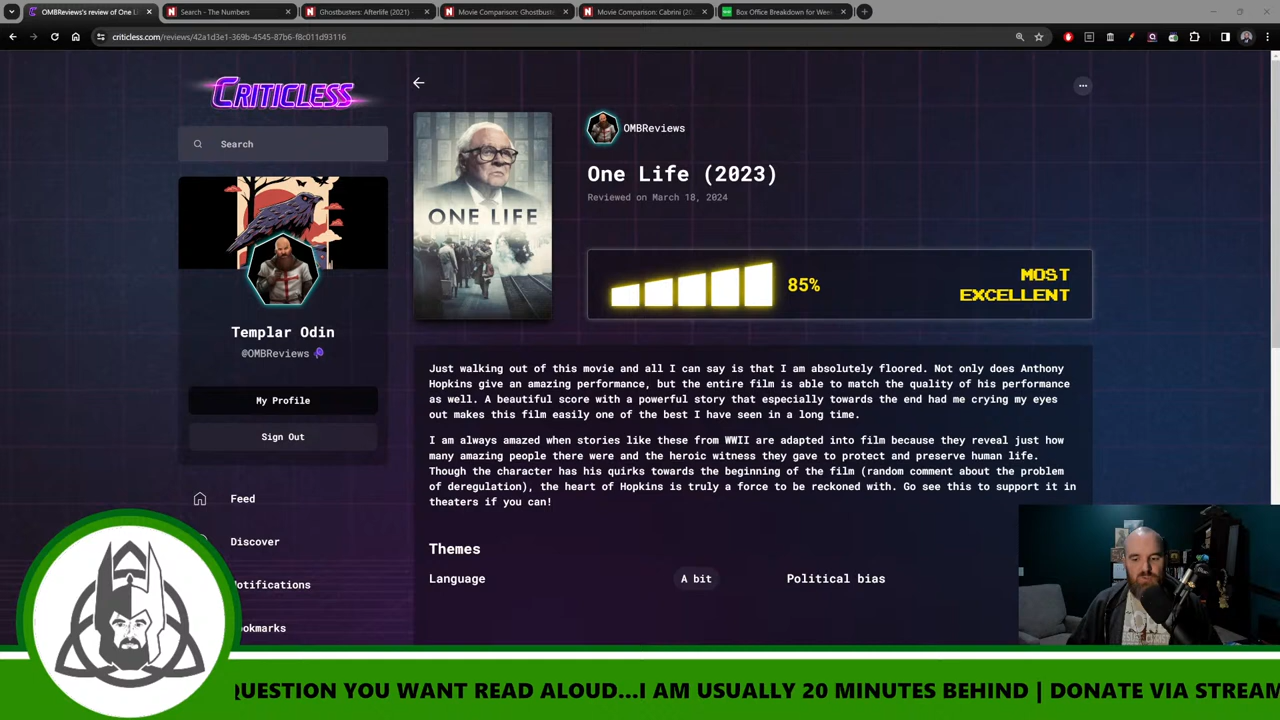 OMBReviews's review of One Li
Search - The Numbers
Ghostbusters: Afterlife (2021) -
Movie Comparison: Ghostbuste
Movie Comparison: Cabrini (20
Box Office Breakdown for Week
criticless.com/reviews/42a1d3e1-369b-4545-87b6-f8c011d93116
CRITICLESS
Search
Templar Odin
@OMBReviews
My Profile
Sign Out
Feed
Discover
Notifications
ookmarks
ONE LIFE
OMBReviews
One Life (2023)
Reviewed on March 18, 2024
85%
MOST
EXCELLENT
Just walking out of this movie and all I can say is that I am absolutely floored. Not only does Anthony
Hopkins give an amazing performance, but the entire film is able to match the quality of his performance
as well. A beautiful score with a powerful story that especially towards the end had me crying my eyes
out makes this film easily one of the best I have seen in a long time.
I am always amazed when stories like these from WWII are adapted into film because they reveal just how
many amazing people there were and the heroic witness they gave to protect and preserve human life.
Though the character has his quirks towards the beginning of the film (random comment about the problem
of deregulation), the heart of Hopkins is truly a force to be reckoned with. Go see this to support it in
theaters if you can!
Themes
Language
A bit
Political bias
QUESTION YOU WANT READ ALOUD...I AM USUALLY 20 MINUTES BEHIND | DONATE VIA STREAM